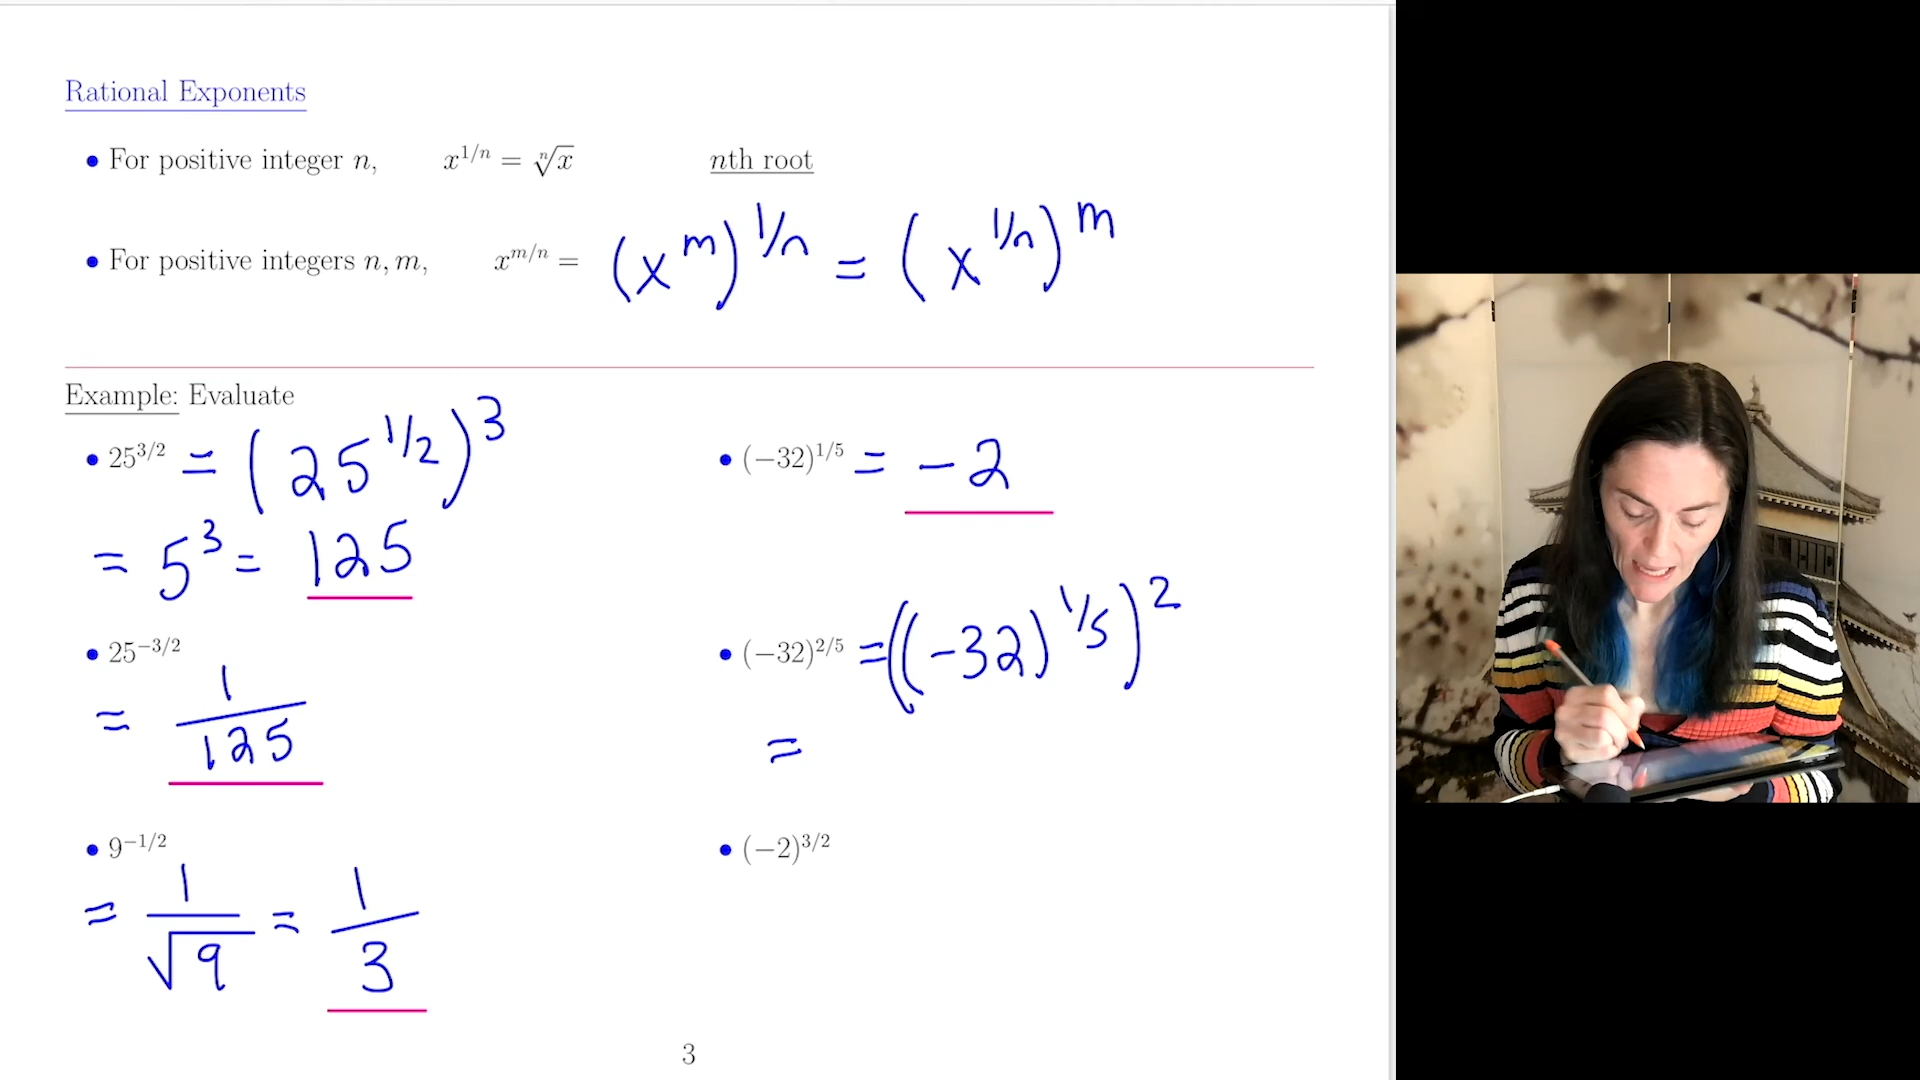 Rational Exponents
• For positive integer n, x^{1/n} = \sqrt[n]{x} nth root
• For positive integers n, m, x^{m/n} = (x^m)^{1/n} = (x^{1/n})^m
Example: Evaluate
• 25^{3/2} = (25^{1/2})^3
= 5^3 = 125
• 25^{-3/2}
= 1/125
• 9^{-1/2}
= 1/√9 = 1/3
• (−32)^{1/5} = −2
• (−32)^{2/5} = ((−32)^{1/5})^2
=
• (−2)^{3/2}
3